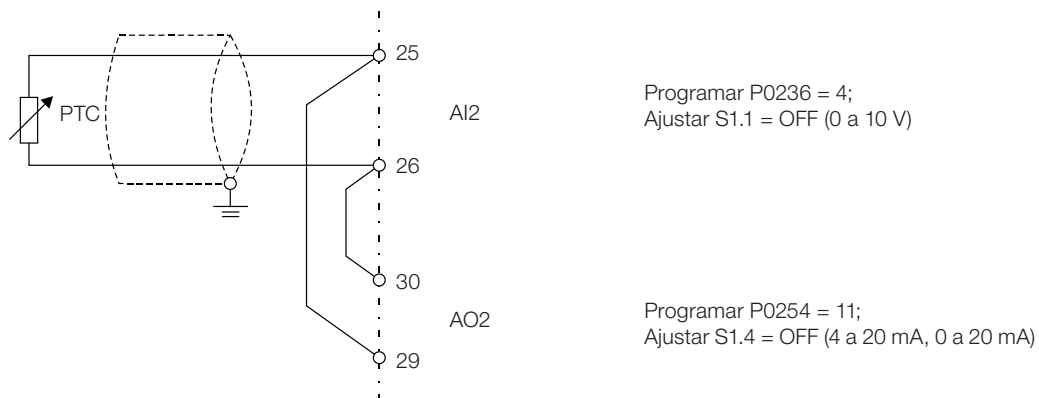 25
PTC
AI2
Programar P0236 = 4;
Ajustar S1.1 = OFF (0 a 10 V)
26
30
AO2
Programar P0254 = 11;
Ajustar S1.4 = OFF (4 a 20 mA, 0 a 20 mA)
29